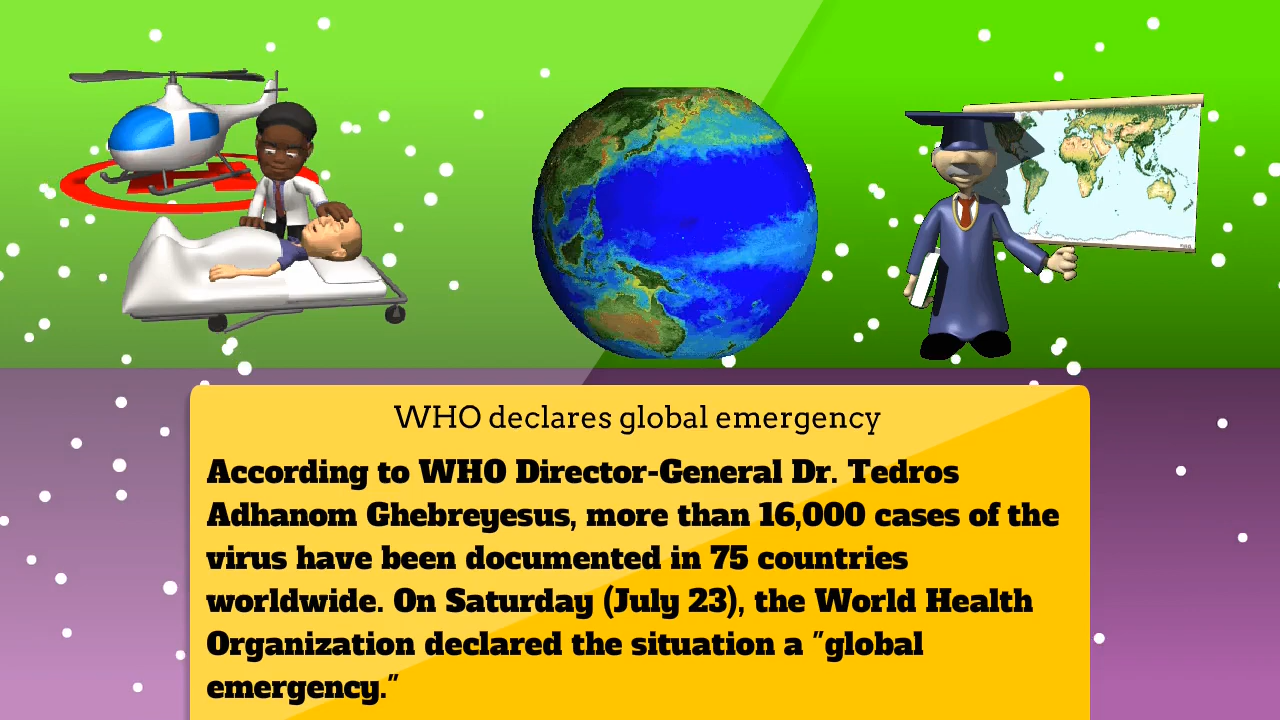 WHO declares global emergency
According to WHO Director-General Dr. Tedros
Adhanom Ghebreyesus, more than 16,000 cases of the
virus have been documented in 75 countries
worldwide. On Saturday (July 23), the World Health
Organization declared the situation a "global
emergency."